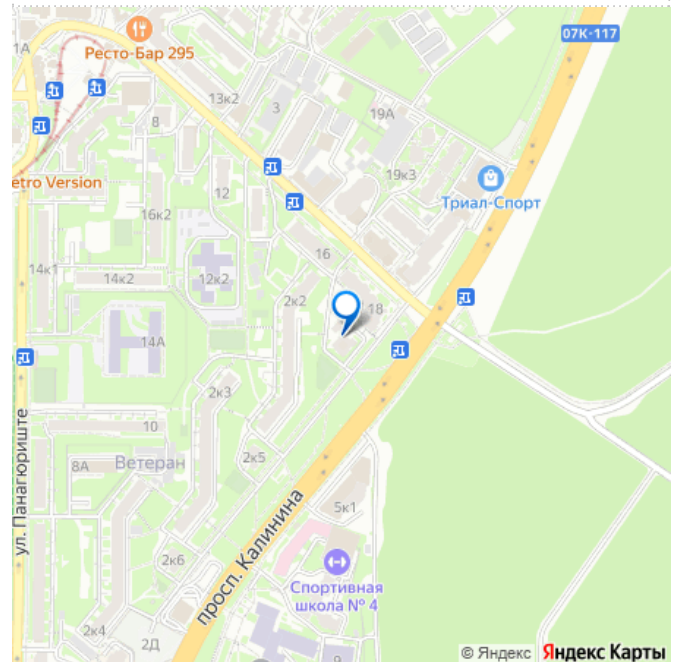 1А
Ресто-Бар 295
07К-117
13к2
3
19А
8
etro Version
12
19к3
Триал-Спорт
16к2
16
14к1
14к2
12к2
2к2
18
14А
2к3
ул. Панагюриште
10
8А
Ветеран
2к5
5к1
просп. Калинина
2к6
Спортивная
школа № 4
2к4
2Д
9
© Яндекс Яндекс Карты